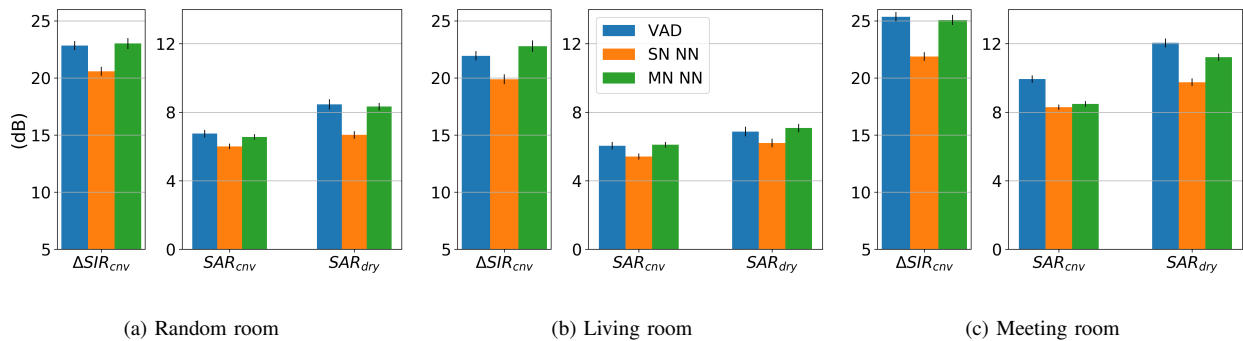 (dB)
25
20
15
10
5
ΔSIR_cnv
12
8
4
0
SAR_cnv
SAR_dry
(a) Random room
25
20
15
10
5
ΔSIR_cnv
12
8
4
0
SAR_cnv
SAR_dry
VAD
SN NN
MN NN
(b) Living room
25
20
15
10
5
ΔSIR_cnv
12
8
4
0
SAR_cnv
SAR_dry
(c) Meeting room